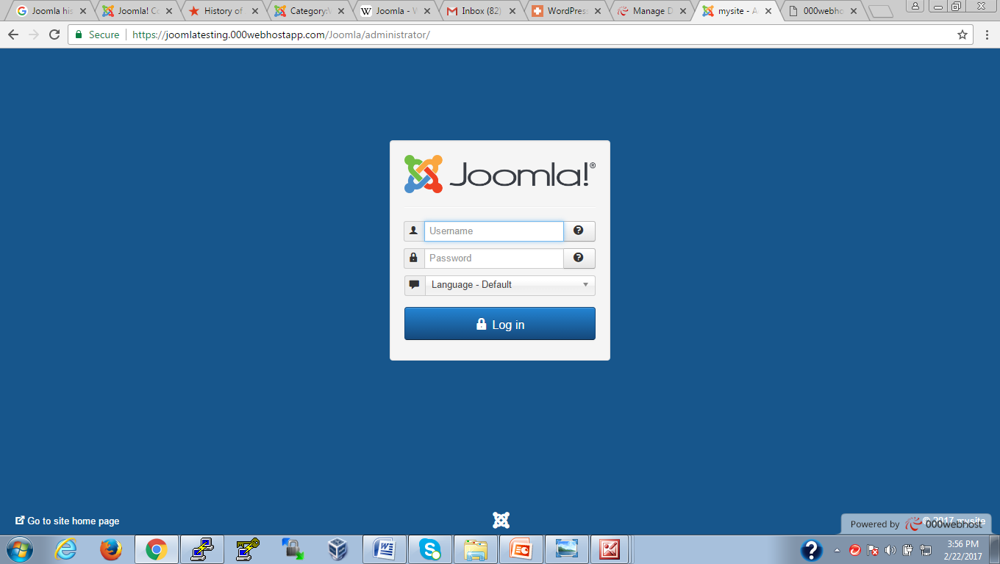 Joomla his
Joomla! Co
History of
Category:
Joomla - W
Inbox (82)
WordPress
Manage D
mysite - A
000webho
Secure
https://joomlatesting.000webhostapp.com/Joomla/administrator/
Joomla!®
Username
Password
Language - Default
Log in
Go to site home page
Powered by 000webhost
© 2017 mysite
3:56 PM
2/22/2017